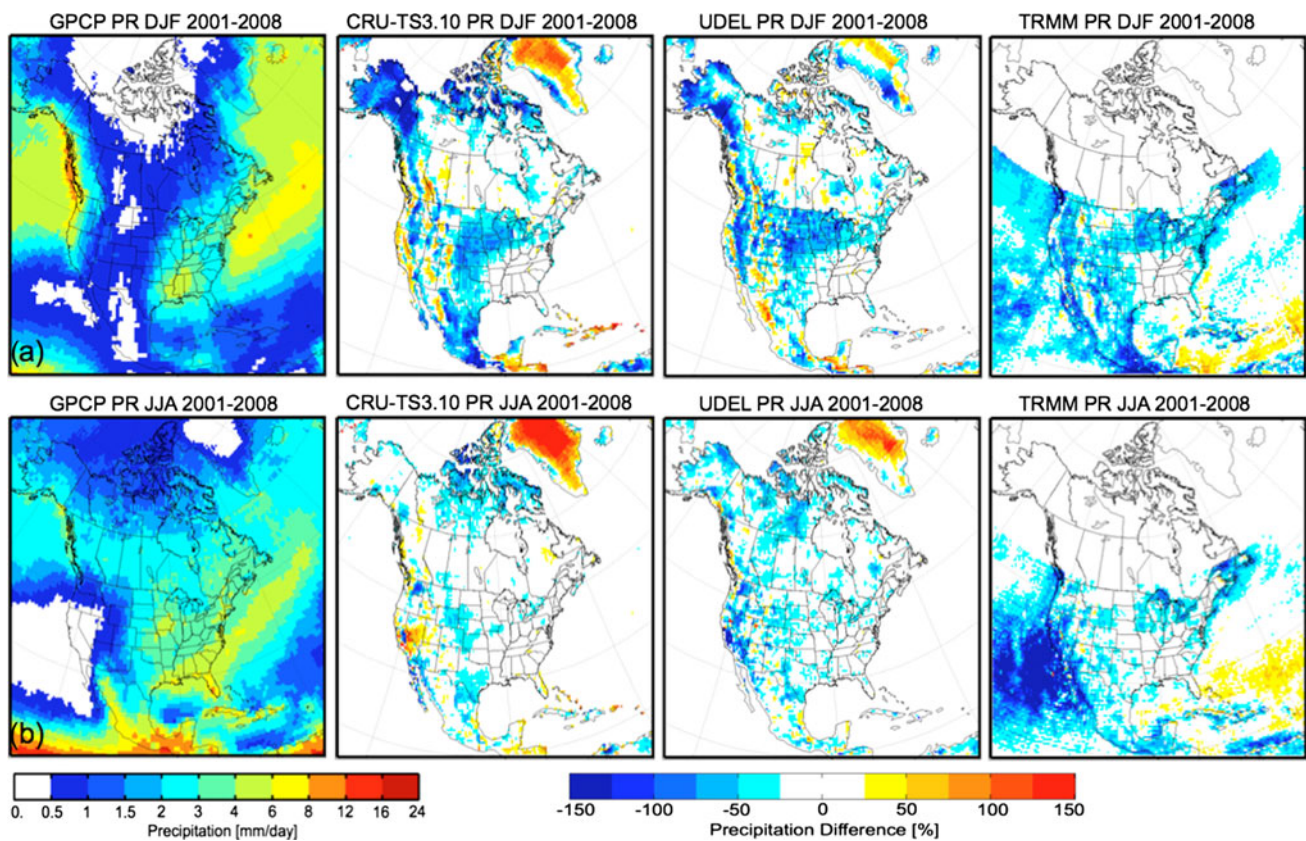 GPCP PR DJF 2001-2008
CRU-TS3.10 PR DJF 2001-2008
UDEL PR DJF 2001-2008
TRMM PR DJF 2001-2008
(a)
GPCP PR JJA 2001-2008
CRU-TS3.10 PR JJA 2001-2008
UDEL PR JJA 2001-2008
TRMM PR JJA 2001-2008
(b)
0. 0.5 1 1.5 2 3 4 6 8 12 16 24
Precipitation [mm/day]
-150 -100 -50 0 50 100 150
Precipitation Difference [%]